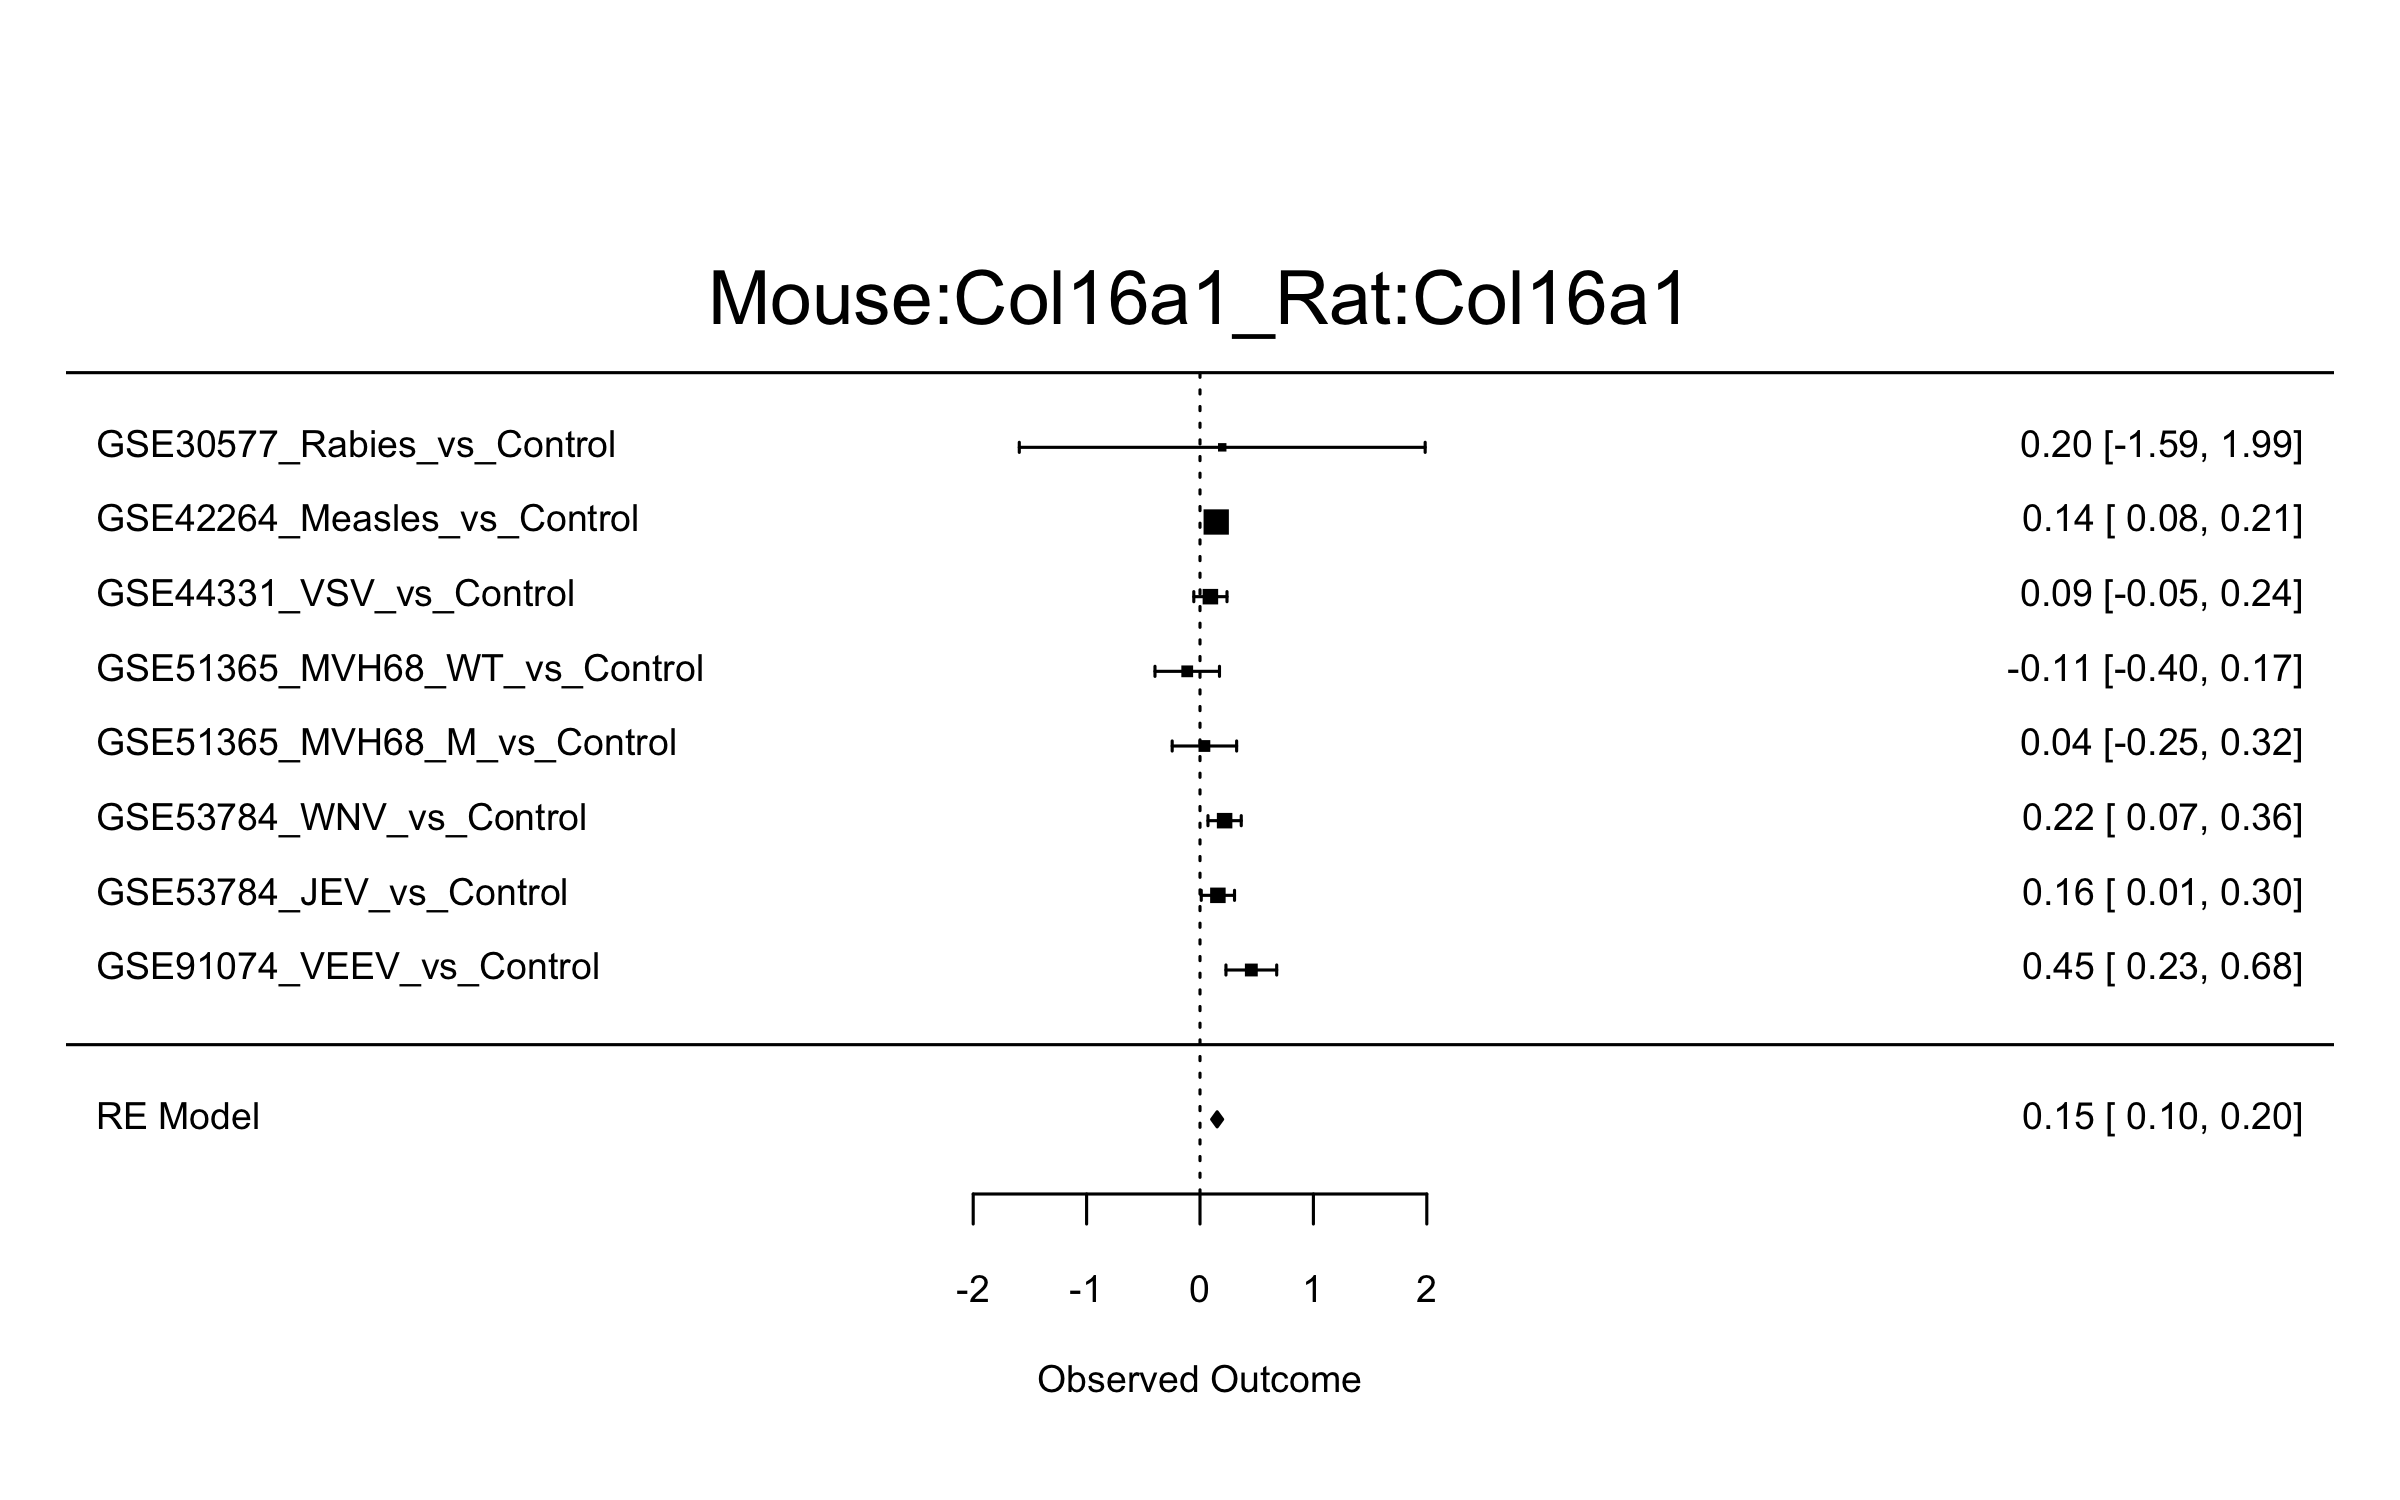 Mouse:Col16a1_Rat:Col16a1
GSE30577_Rabies_vs_Control 0.20 [-1.59, 1.99]
GSE42264_Measles_vs_Control 0.14 [ 0.08, 0.21]
GSE44331_VSV_vs_Control 0.09 [-0.05, 0.24]
GSE51365_MVH68_WT_vs_Control -0.11 [-0.40, 0.17]
GSE51365_MVH68_M_vs_Control 0.04 [-0.25, 0.32]
GSE53784_WNV_vs_Control 0.22 [ 0.07, 0.36]
GSE53784_JEV_vs_Control 0.16 [ 0.01, 0.30]
GSE91074_VEEV_vs_Control 0.45 [ 0.23, 0.68]
RE Model 0.15 [ 0.10, 0.20]
-2 -1 0 1 2
Observed Outcome